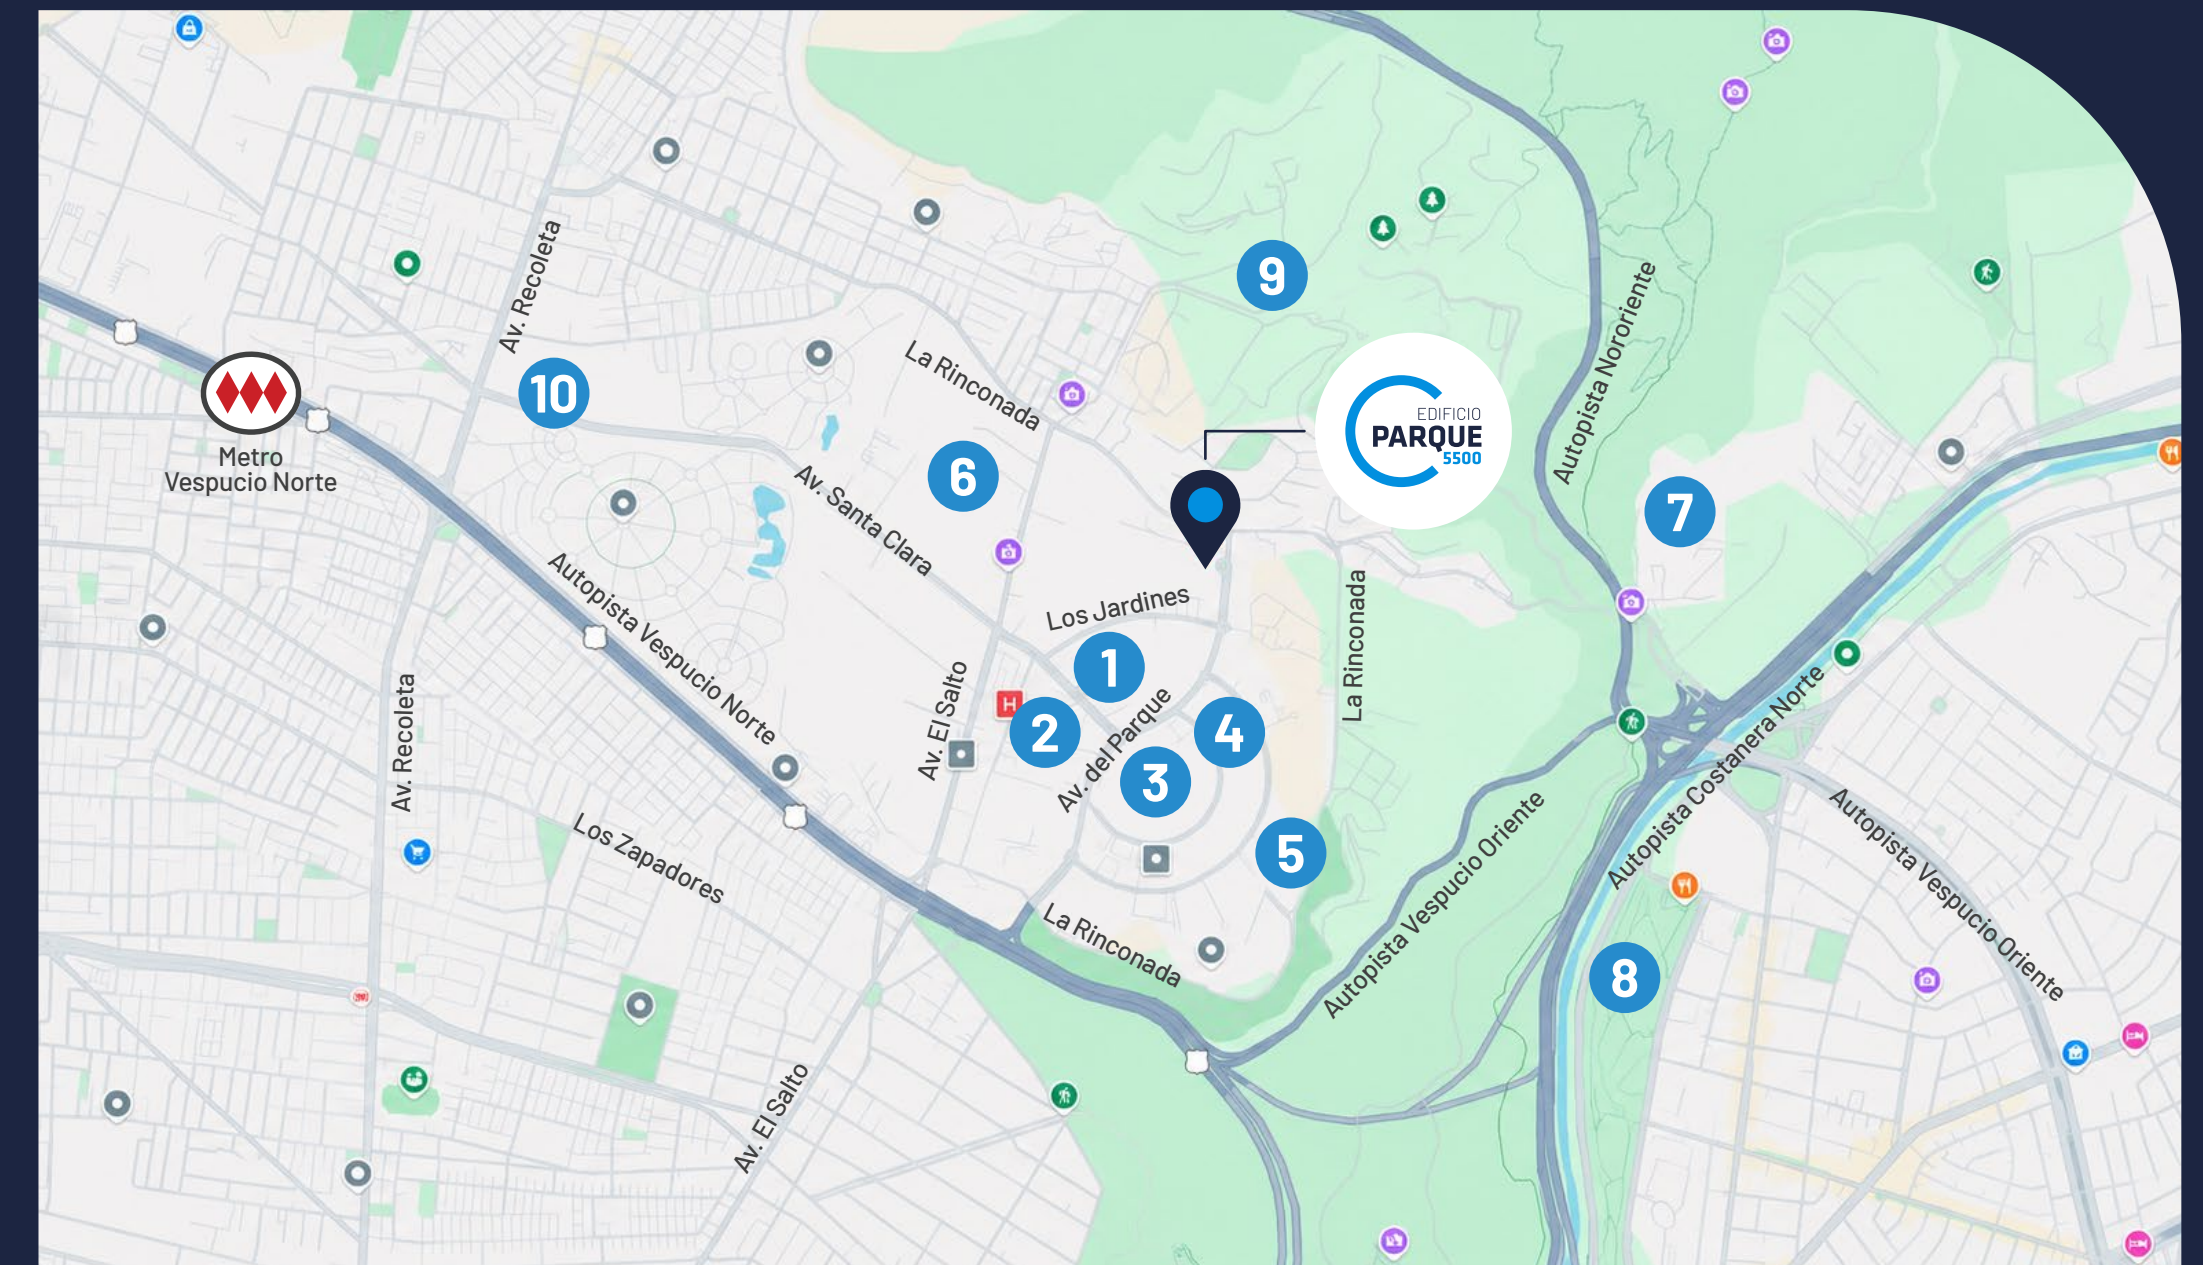 Av. Recoleta
9
La Rinconada
Autopista Nororiente
10
Metro
Vespucio Norte
EDIFICIO
PARQUE
5500
6
Av. Santa Clara
7
Autopista Vespucio Norte
Los Jardines
La Rinconada
1
Av. El Salto
H
2
Av. del Parque
4
3
Av. Recoleta
Autopista Costanera Norte
Los Zapadores
5
Autopista Vespucio Oriente
Autopista Vespucio Oriente
La Rinconada
8
Av. El Salto